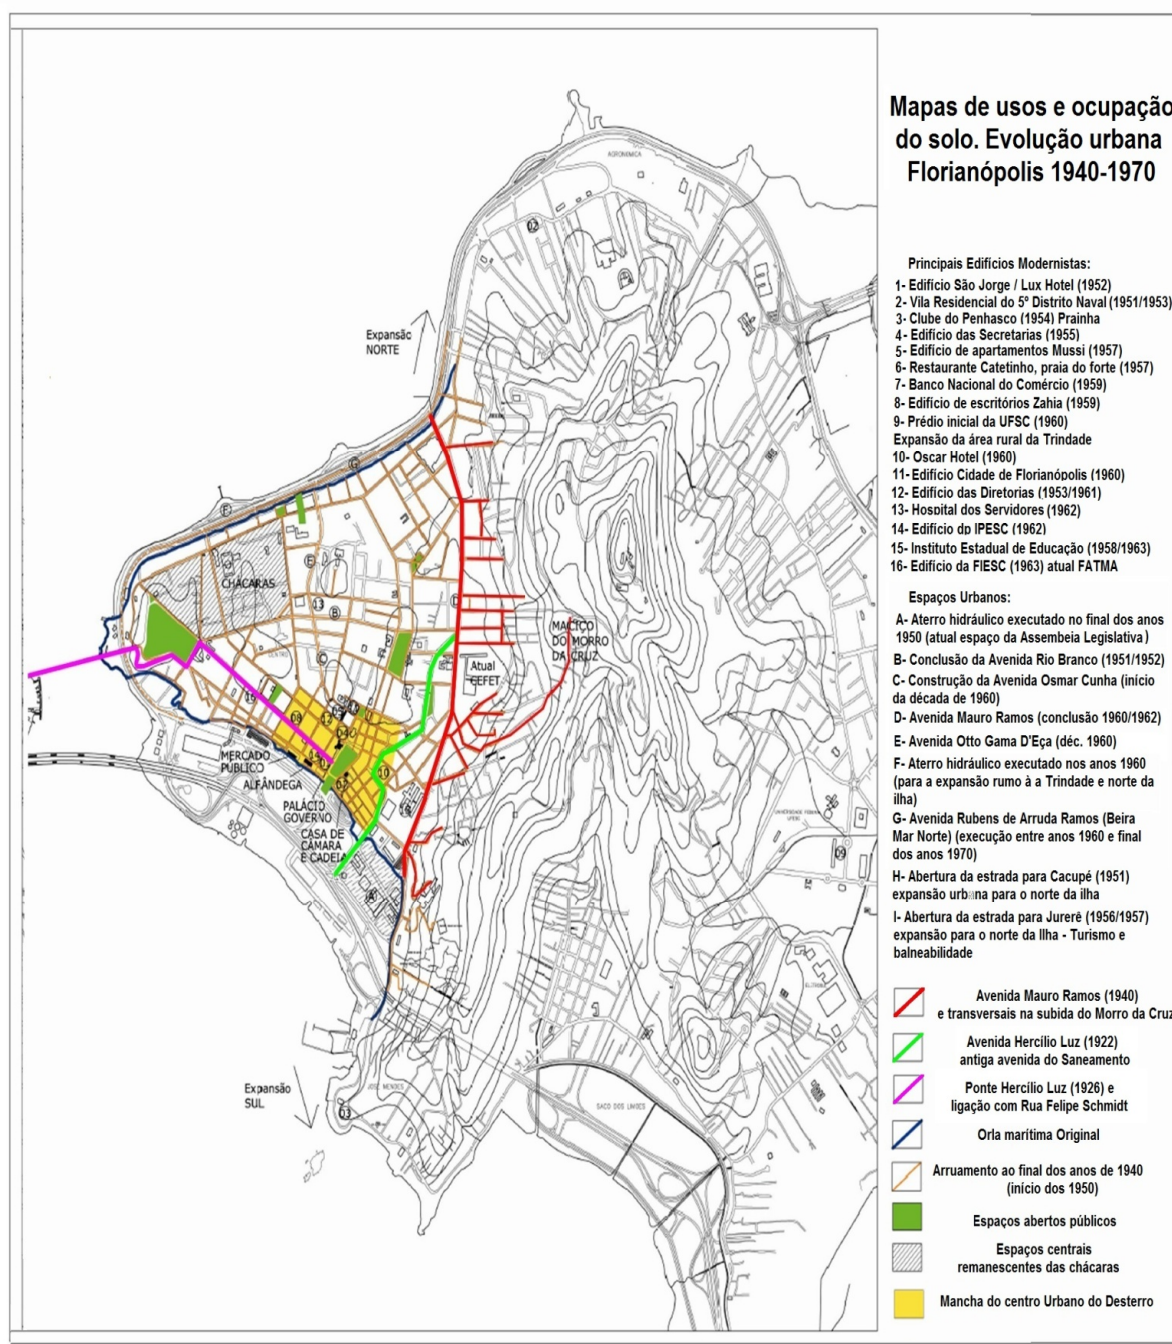 Mapas de usos e ocupação
do solo. Evolução urbana
Florianópolis 1940-1970
Principais Edifícios Modernistas:
1- Edifício São Jorge / Lux Hotel (1952)
2- Vila Residencial do 5º Distrito Naval (1951/1953)
3- Clube do Penhasco (1954) Prainha
4- Edifício das Secretarias (1955)
5- Edifício de apartamentos Mussi (1957)
6- Restaurante Catetinho, praia do forte (1957)
7- Banco Nacional do Comércio (1959)
8- Edifício de escritórios Zahia (1959)
9- Prédio inicial da UFSC (1960)
Expansão da área rural da Trindade
10- Oscar Hotel (1960)
11- Edifício Cidade de Florianópolis (1960)
12- Edifício das Diretorias (1953/1961)
13- Hospital dos Servidores (1962)
14- Edifício dp IPESC (1962)
15- Instituto Estadual de Educação (1958/1963)
16- Edifício da FIESC (1963) atual FATMA
Espaços Urbanos:
A- Aterro hidráulico executado no final dos anos
1950 (atual espaço da Assembeia Legislativa)
B- Conclusão da Avenida Rio Branco (1951/1952)
C- Construção da Avenida Osmar Cunha (início
da década de 1960)
D- Avenida Mauro Ramos (conclusão 1960/1962)
E- Avenida Otto Gama D'Eça (déc. 1960)
F- Aterro hidráulico executado nos anos 1960
(para a expansão rumo à a Trindade e norte da
ilha)
G- Avenida Rubens de Arruda Ramos (Beira
Mar Norte) (execução entre anos 1960 e final
dos anos 1970)
H- Abertura da estrada para Cacupé (1951)
expansão urbana para o norte da ilha
I- Abertura da estrada para Jurerê (1956/1957)
expansão para o norte da Ilha - Turismo e
balneabilidade
Avenida Mauro Ramos (1940)
e transversais na subida do Morro da Cruz
Avenida Hercílio Luz (1922)
antiga avenida do Saneamento
Ponte Hercílio Luz (1926) e
ligação com Rua Felipe Schmidt
Orla marítima Original
Arruamento ao final dos anos de 1940
(início dos 1950)
Espaços abertos públicos
Espaços centrais
remanescentes das chácaras
Mancha do centro Urbano do Desterro
AGRONOMICA
02
Expansão
NORTE
G
F
CHÁCARAS
E
13
B
D
C
CENTRO
MACIÇO
DO MORRO
DA CRUZ
Atual
CEFET
08
12
10
14
MERCADO
PÚBLICO
ALFÂNDEGA
PALÁCIO
GOVERNO
CASA DE
CÂMARA
E CADEIA
A
09
Expansão
SUL
JOSÉ MENDES
03
SACO DOS LIMÕES